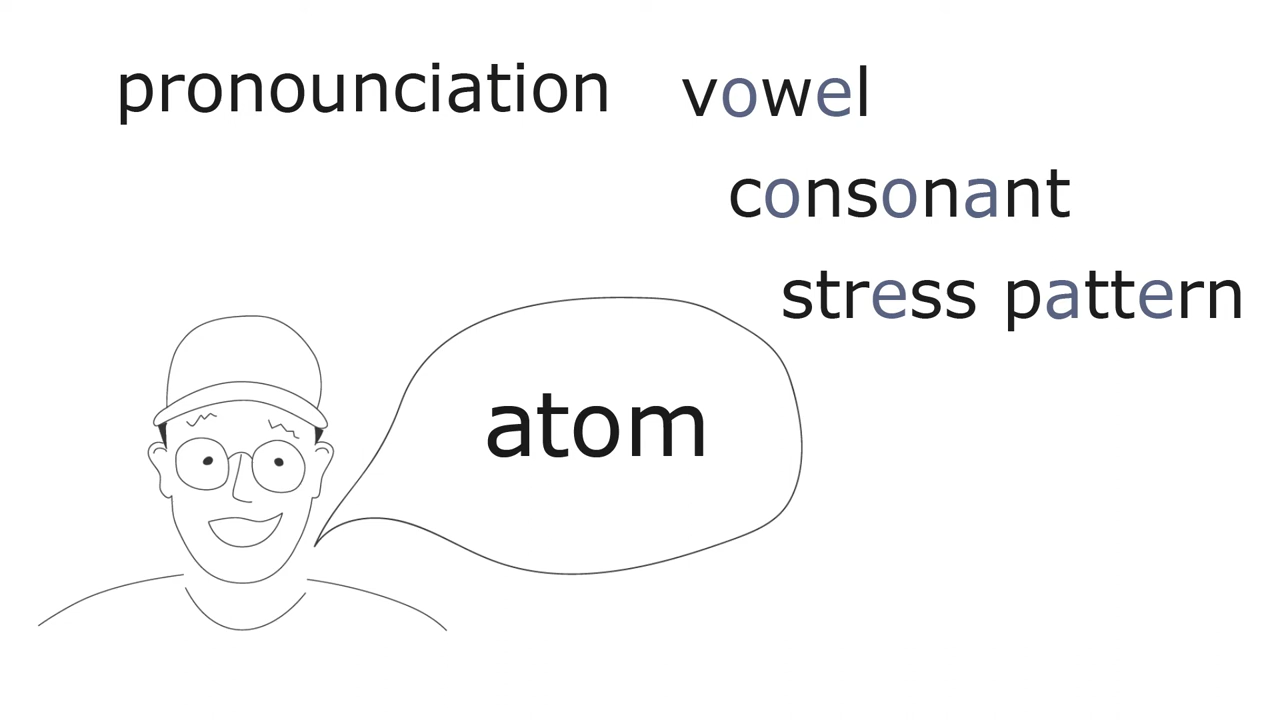 pronounciation
vowel
consonant
stress pattern
atom